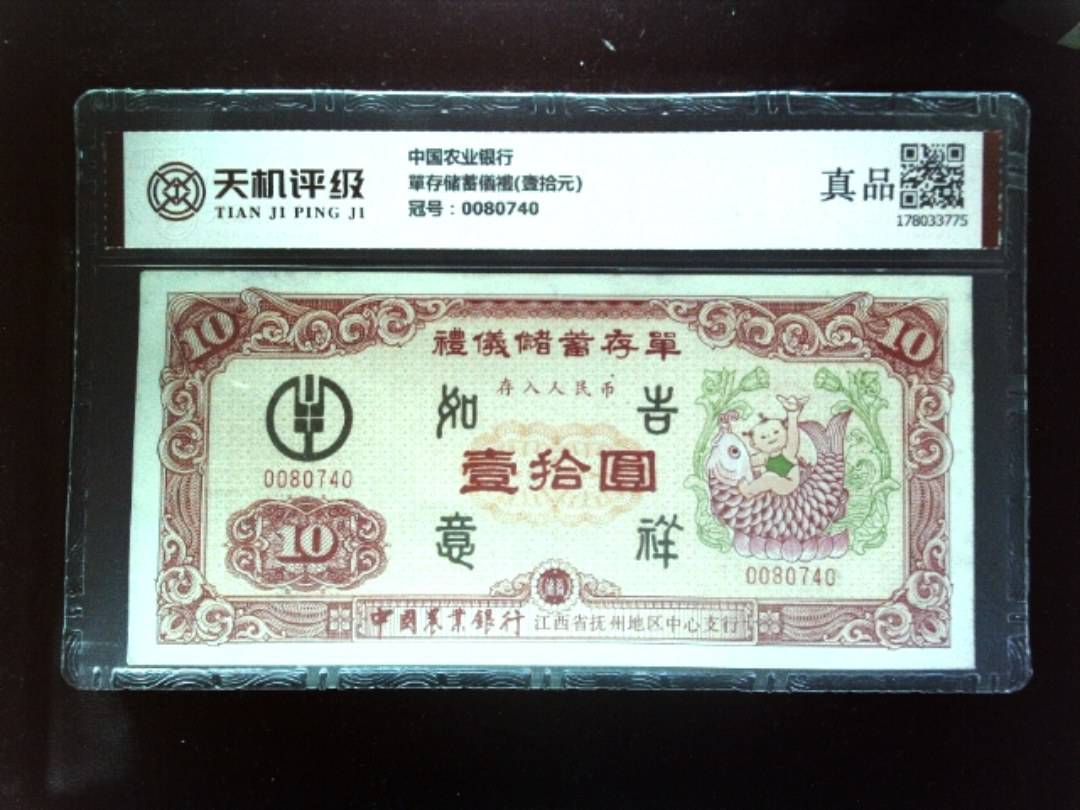 天机评级
TIAN JI PING JI
中国农业银行
單存储蓄儀禮(壹拾元)
冠号：0080740
真品
178033775
10
10
禮儀儲蓄存單
存入人民币
如
吉
壹拾圓
意
祥
0080740
10
0080740
中國農業銀行 江西省抚州地区中心支行